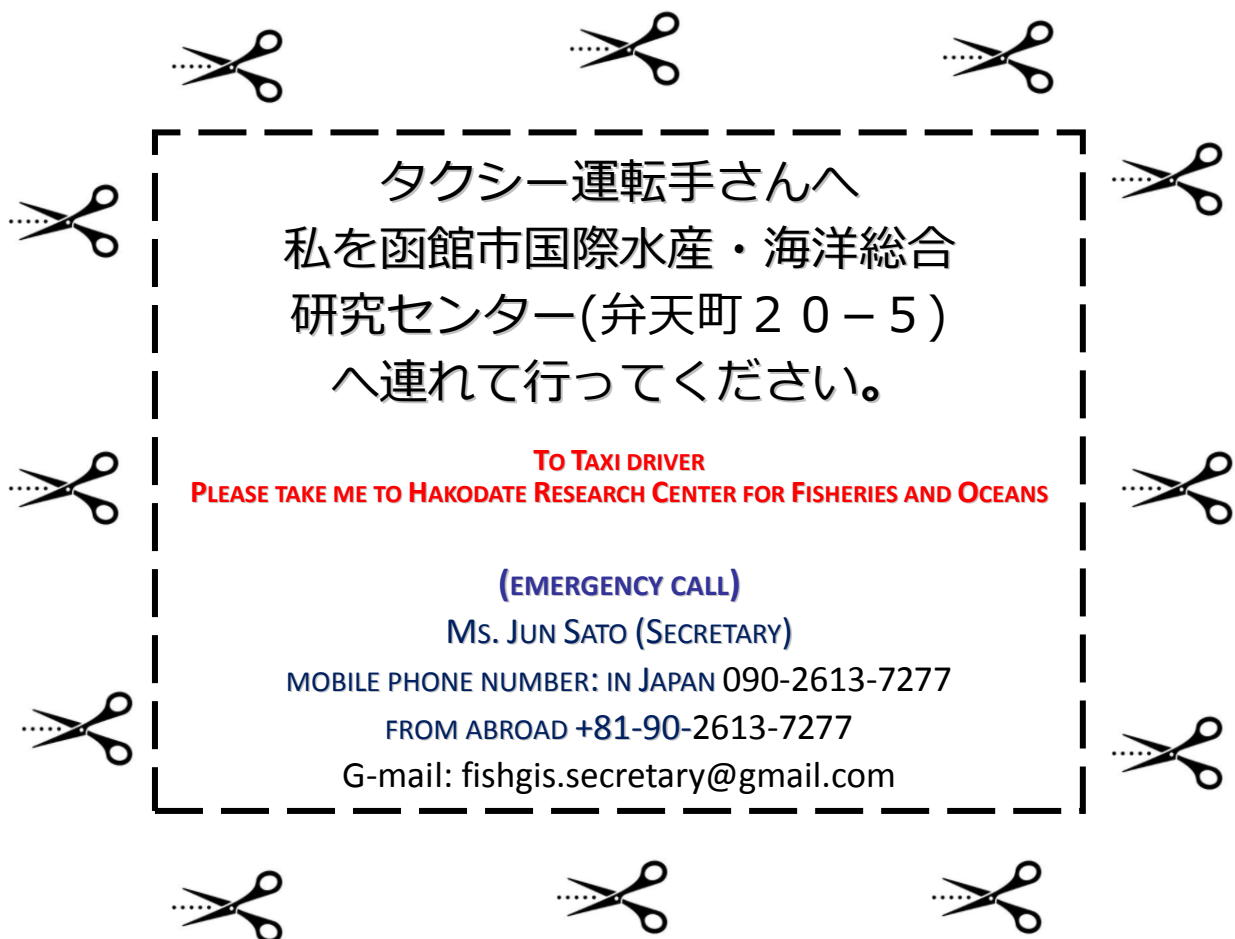 タクシー運転手さんへ
私を函館市国際水産・海洋総合
研究センター(弁天町２０－５)
へ連れて行ってください。
TO TAXI DRIVER
PLEASE TAKE ME TO HAKODATE RESEARCH CENTER FOR FISHERIES AND OCEANS
(EMERGENCY CALL)
MS. JUN SATO (SECRETARY)
MOBILE PHONE NUMBER: IN JAPAN 090-2613-7277
FROM ABROAD +81-90-2613-7277
G-mail: fishgis.secretary@gmail.com